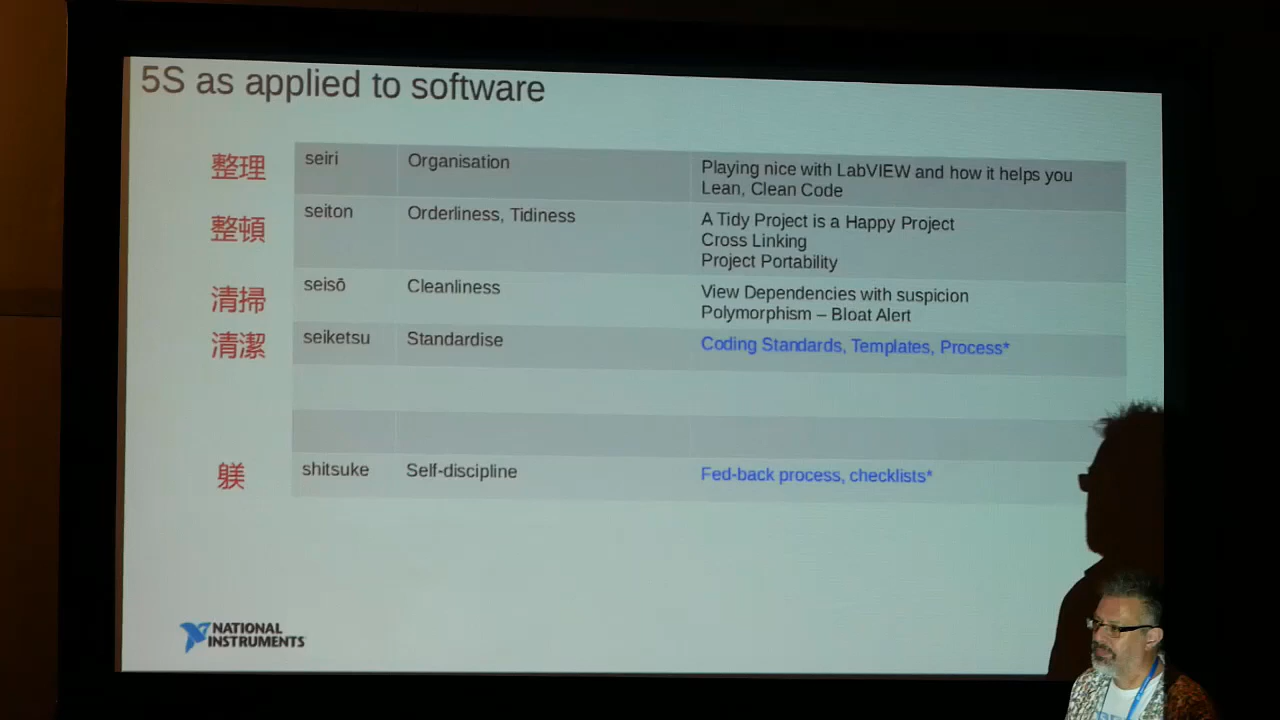 5S as applied to software
整理 seiri Organisation Playing nice with LabVIEW and how it helps you
Lean, Clean Code
整頓 seiton Orderliness, Tidiness A Tidy Project is a Happy Project
Cross Linking
Project Portability
清掃 seisō Cleanliness View Dependencies with suspicion
Polymorphism – Bloat Alert
清潔 seiketsu Standardise Coding Standards, Templates, Process*
躾 shitsuke Self-discipline Fed-back process, checklists*
NATIONAL
INSTRUMENTS